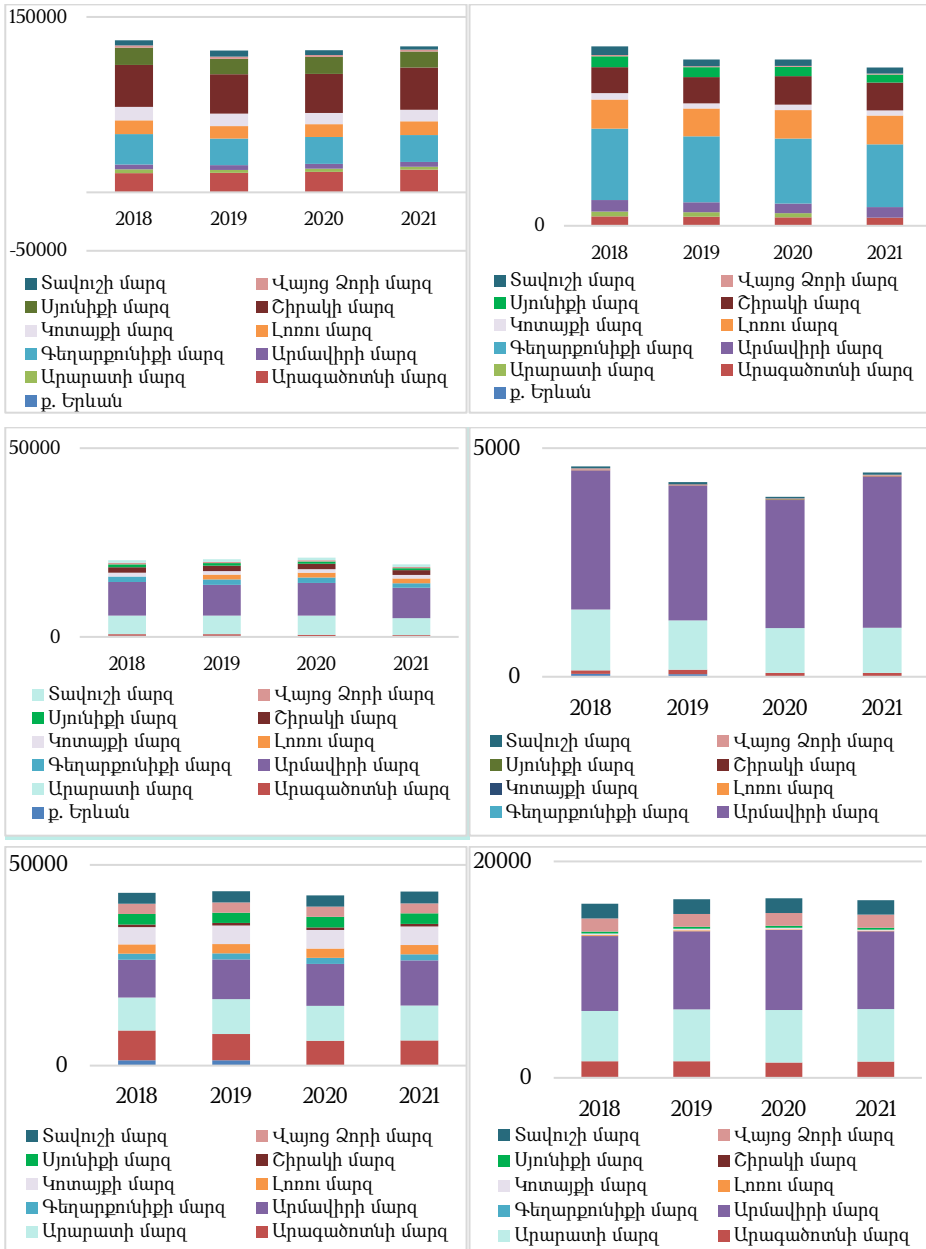 150000
2018 2019 2020 2021
-50000
Տավուշի մարզ Վայոց Ձորի մարզ
Սյունիքի մարզ Շիրակի մարզ
Կոտայքի մարզ Լոռու մարզ
Գեղարքունիքի մարզ Արմավիրի մարզ
Արարատի մարզ Արագածոտնի մարզ
ք. Երևան
0
2018 2019 2020 2021
Տավուշի մարզ Վայոց Ձորի մարզ
Սյունիքի մարզ Շիրակի մարզ
Կոտայքի մարզ Լոռու մարզ
Գեղարքունիքի մարզ Արմավիրի մարզ
Արարատի մարզ Արագածոտնի մարզ
ք. Երևան
50000
0
2018 2019 2020 2021
Տավուշի մարզ Վայոց Ձորի մարզ
Սյունիքի մարզ Շիրակի մարզ
Կոտայքի մարզ Լոռու մարզ
Գեղարքունիքի մարզ Արմավիրի մարզ
Արարատի մարզ Արագածոտնի մարզ
ք. Երևան
5000
0
2018 2019 2020 2021
Տավուշի մարզ Վայոց Ձորի մարզ
Սյունիքի մարզ Շիրակի մարզ
Կոտայքի մարզ Լոռու մարզ
Գեղարքունիքի մարզ Արմավիրի մարզ
50000
0
2018 2019 2020 2021
Տավուշի մարզ Վայոց Ձորի մարզ
Սյունիքի մարզ Շիրակի մարզ
Կոտայքի մարզ Լոռու մարզ
Գեղարքունիքի մարզ Արմավիրի մարզ
Արարատի մարզ Արագածոտնի մարզ
20000
0
2018 2019 2020 2021
Տավուշի մարզ Վայոց Ձորի մարզ
Սյունիքի մարզ Շիրակի մարզ
Կոտայքի մարզ Լոռու մարզ
Գեղարքունիքի մարզ Արմավիրի մարզ
Արարատի մարզ Արագածոտնի մարզ